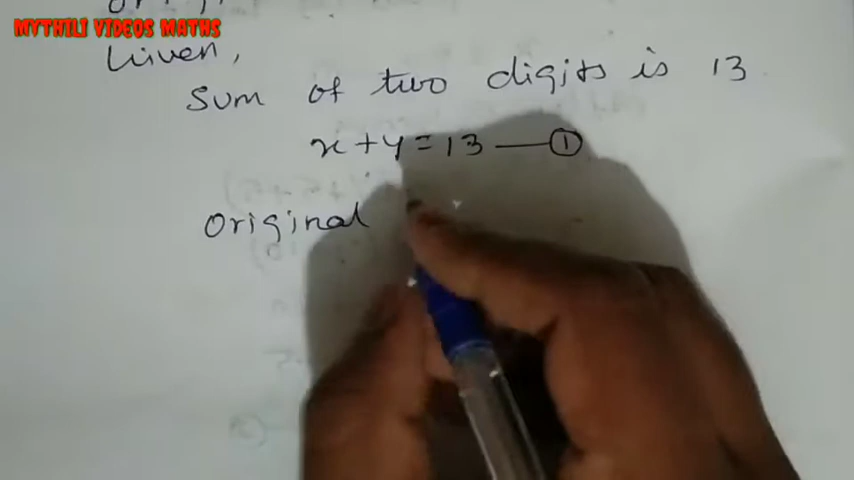 MYTHILI VIDEOS MATHS
Given,
Sum of two digits is 13
x + y = 13 — ①
Original